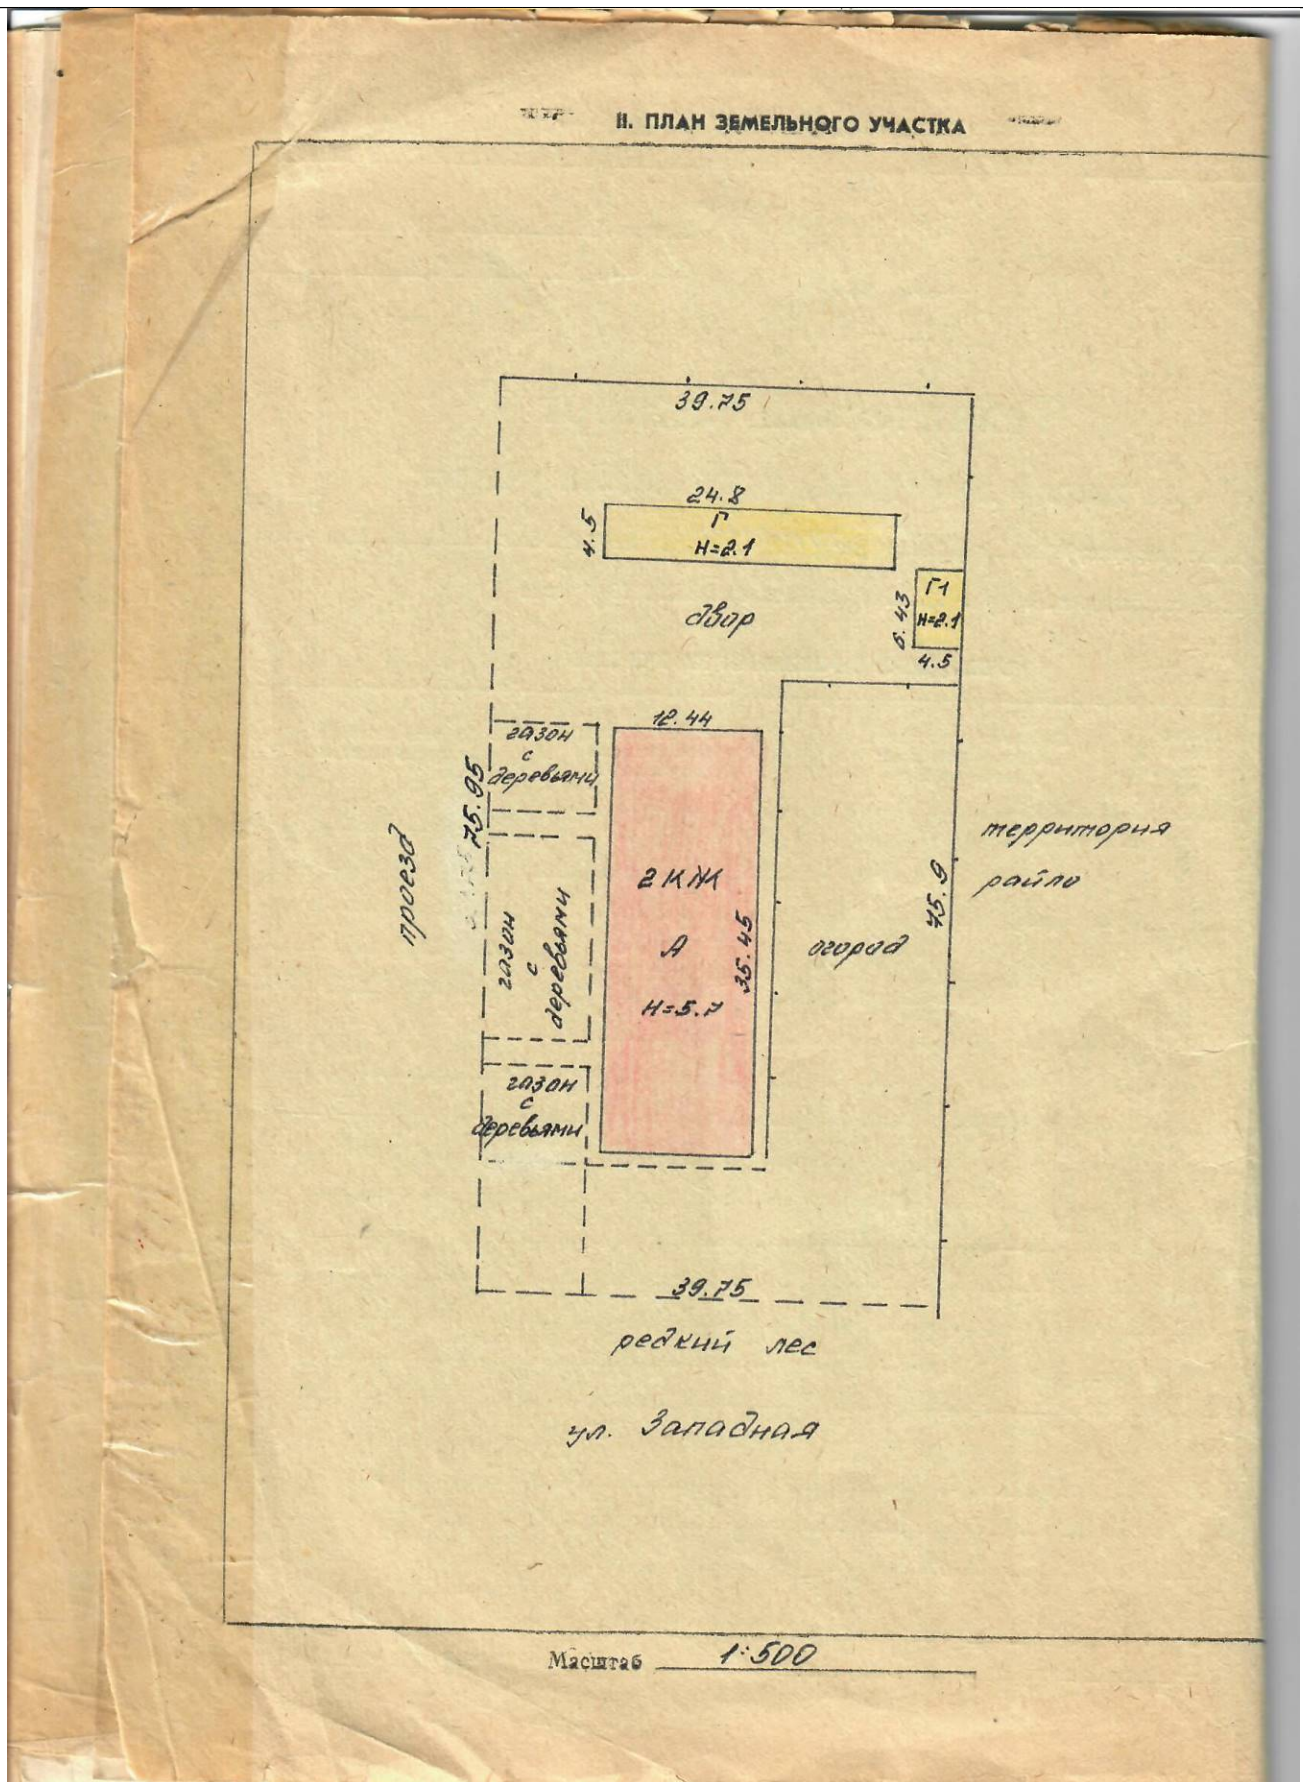 II. ПЛАН ЗЕМЕЛЬНОГО УЧАСТКА
39.75
24.8
4.5
Г
H=2.1
Г1
H=2.1
6.43
4.5
двор
12.44
газон
с
деревьями
75.95
проезд
газон
с
деревьями
2КЖ
А
H=5.7
35.45
огород
75.9
территория
райпо
газон
с
деревьями
39.75
редкий лес
ул. Западная
Масштаб 1:500